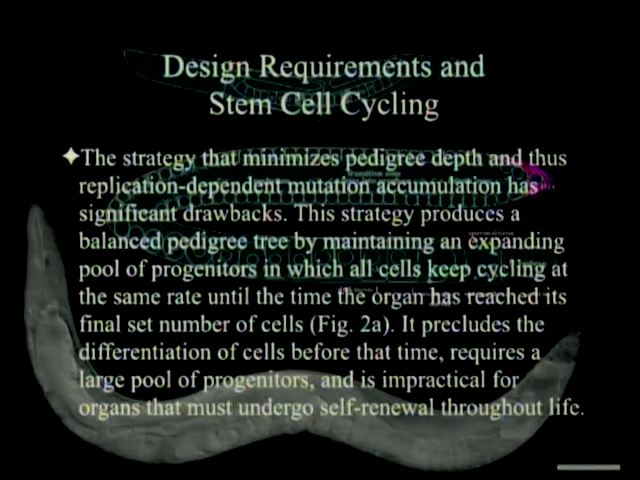 Design Requirements and
Stem Cell Cycling
✦The strategy that minimizes pedigree depth and thus
replication-dependent mutation accumulation has
significant drawbacks. This strategy produces a
balanced pedigree tree by maintaining an expanding
pool of progenitors in which all cells keep cycling at
the same rate until the time the organ has reached its
final set number of cells (Fig. 2a). It precludes the
differentiation of cells before that time, requires a
large pool of progenitors, and is impractical for
organs that must undergo self-renewal throughout life.